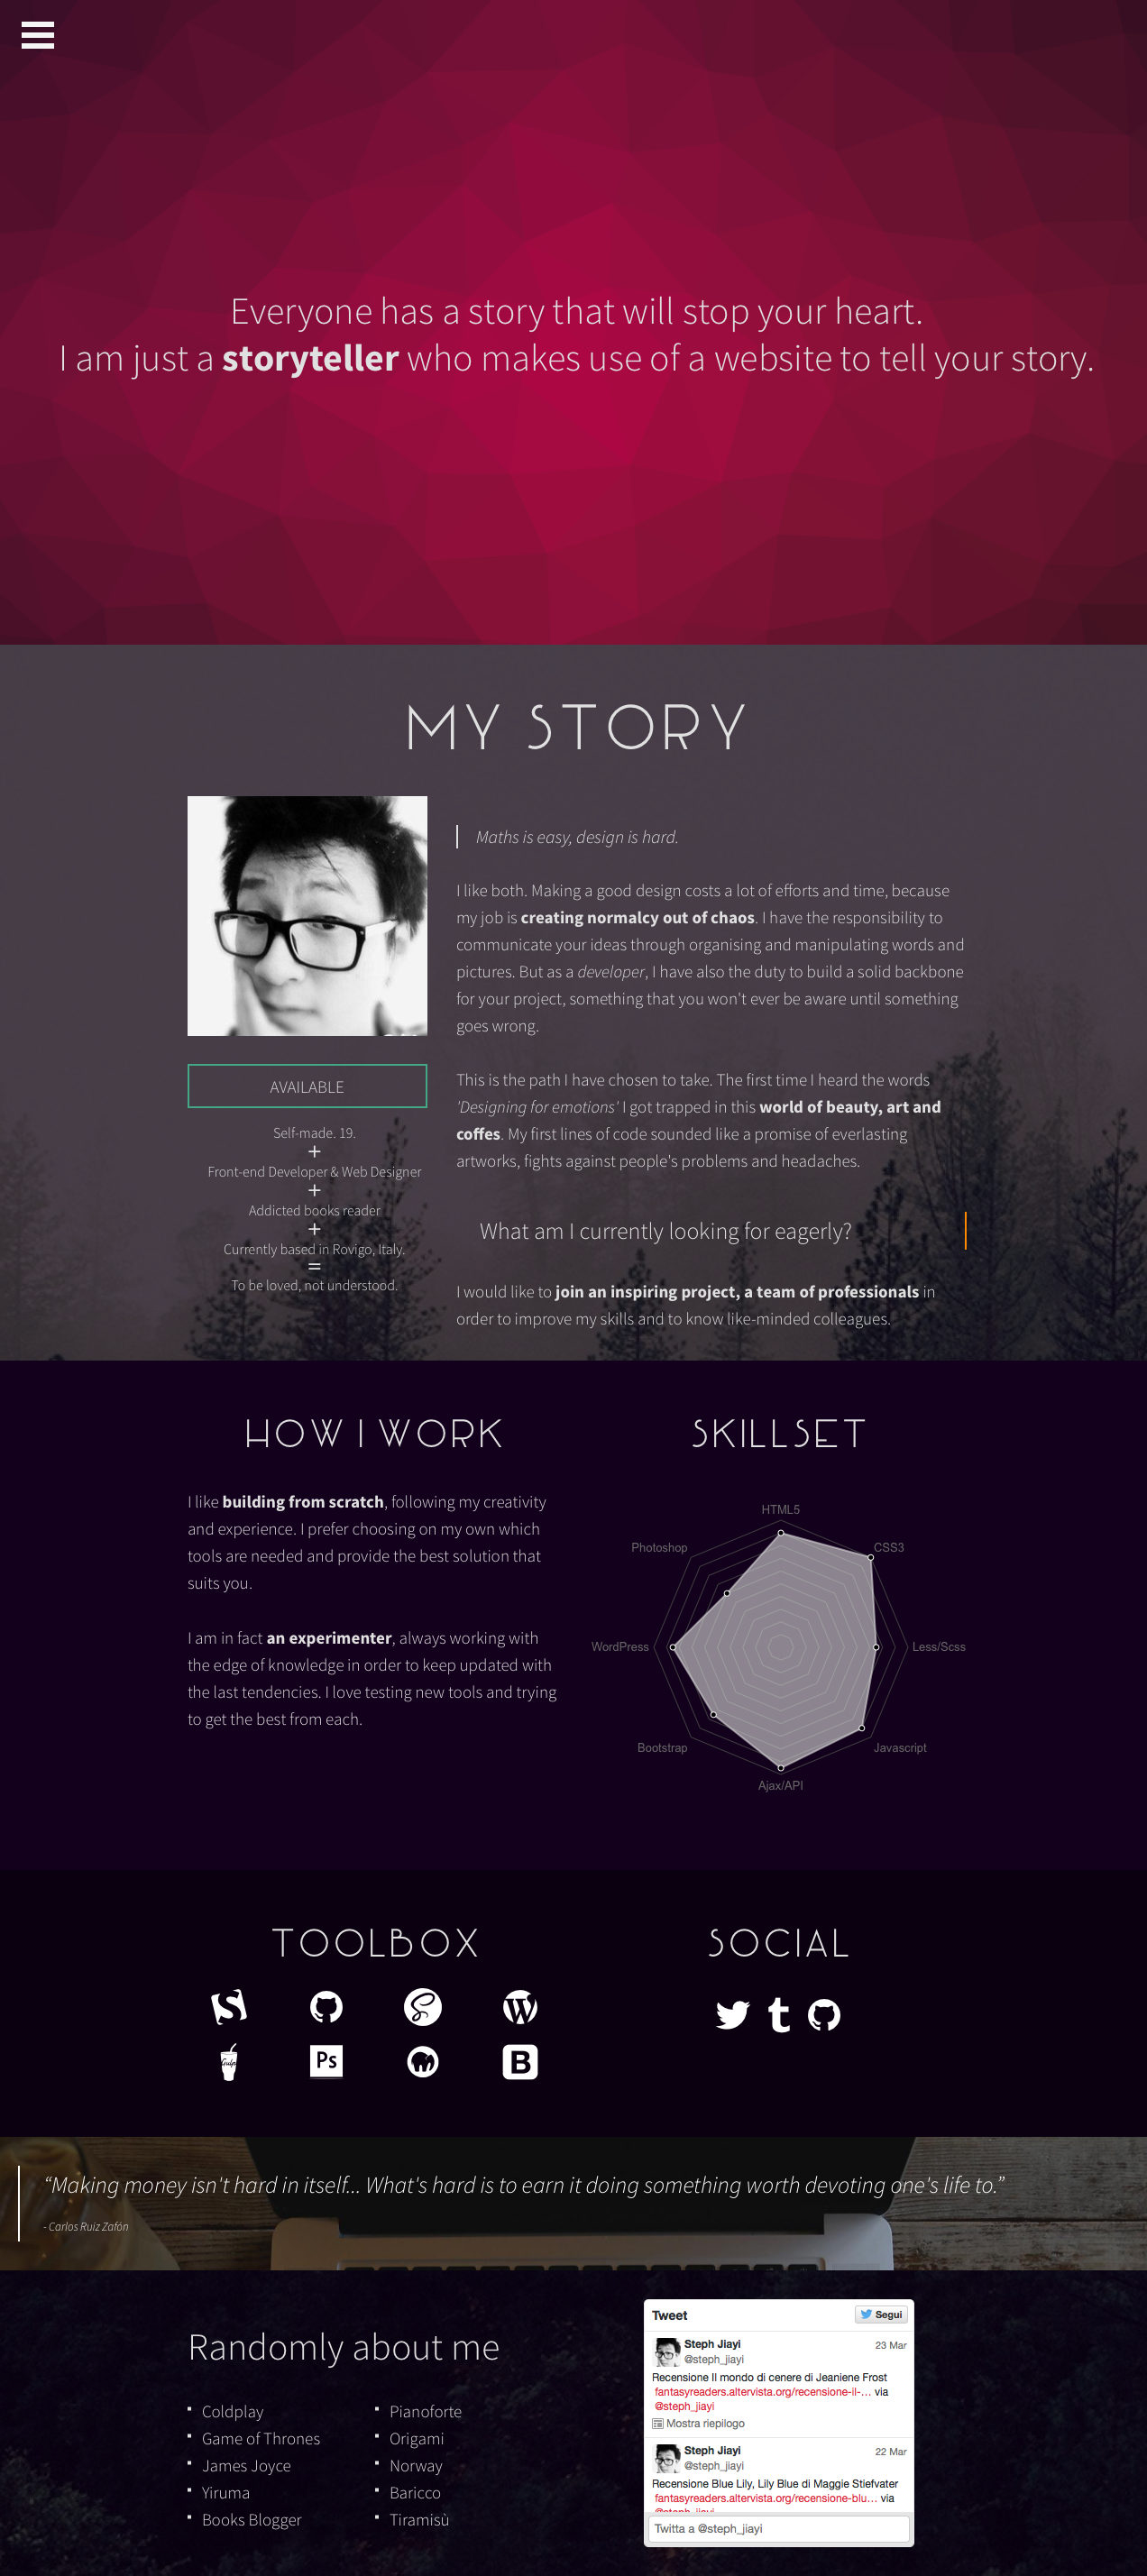 Everyone has a story that will stop your heart.
I am just a storyteller who makes use of a website to tell your story.
MY STORY
Maths is easy, design is hard.
I like both. Making a good design costs a lot of efforts and time, because
my job is creating normalcy out of chaos. I have the responsibility to
communicate your ideas through organising and manipulating words and
pictures. But as a developer, I have also the duty to build a solid backbone
for your project, something that you won't ever be aware until something
goes wrong.
This is the path I have chosen to take. The first time I heard the words
'Designing for emotions' I got trapped in this world of beauty, art and
coffes. My first lines of code sounded like a promise of everlasting
artworks, fights against people's problems and headaches.
What am I currently looking for eagerly?
I would like to join an inspiring project, a team of professionals in
order to improve my skills and to know like-minded colleagues.
AVAILABLE
Self-made. 19.
+
Front-end Developer & Web Designer
+
Addicted books reader
+
Currently based in Rovigo, Italy.
=
To be loved, not understood.
HOW I WORK
I like building from scratch, following my creativity
and experience. I prefer choosing on my own which
tools are needed and provide the best solution that
suits you.
I am in fact an experimenter, always working with
the edge of knowledge in order to keep updated with
the last tendencies. I love testing new tools and trying
to get the best from each.
SKILLSET
HTML5
Photoshop
CSS3
WordPress
Less/Scss
Bootstrap
Javascript
Ajax/API
TOOLBOX
Gulp
Ps
B
SOCIAL
“Making money isn't hard in itself... What's hard is to earn it doing something worth devoting one's life to.”
- Carlos Ruiz Zafón
Randomly about me
Coldplay
Game of Thrones
James Joyce
Yiruma
Books Blogger
Pianoforte
Origami
Norway
Baricco
Tiramisù
Tweet
Segui
Steph Jiayi
23 Mar
@steph_jiayi
Recensione Il mondo di cenere di Jeaniene Frost
fantasyreaders.altervista.org/recensione-il-... via
@steph_jiayi
Mostra riepilogo
Steph Jiayi
22 Mar
@steph_jiayi
Recensione Blue Lily, Lily Blue di Maggie Stiefvater
fantasyreaders.altervista.org/recensione-blu... via
@steph_jiayi
Twitta a @steph_jiayi